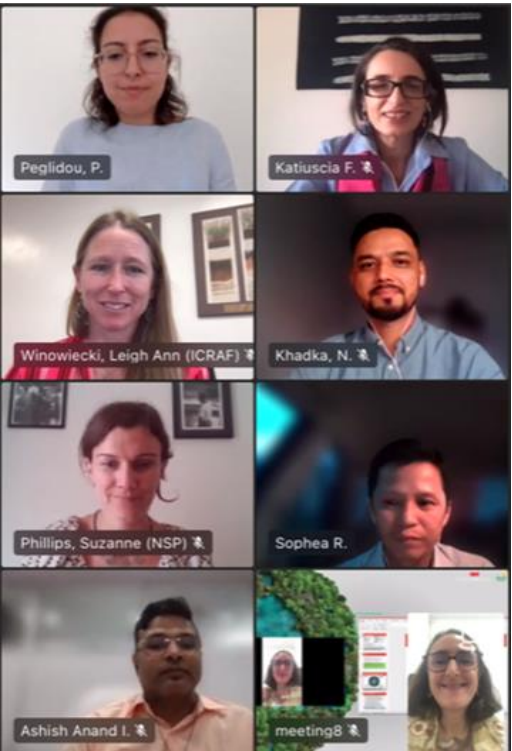 Peglidou, P.
Katiuscia F.
Winowiecki, Leigh Ann (ICRAF)
Khadka, N.
Phillips, Suzanne (NSP)
Sophea R.
Ashish Anand I.
meeting8